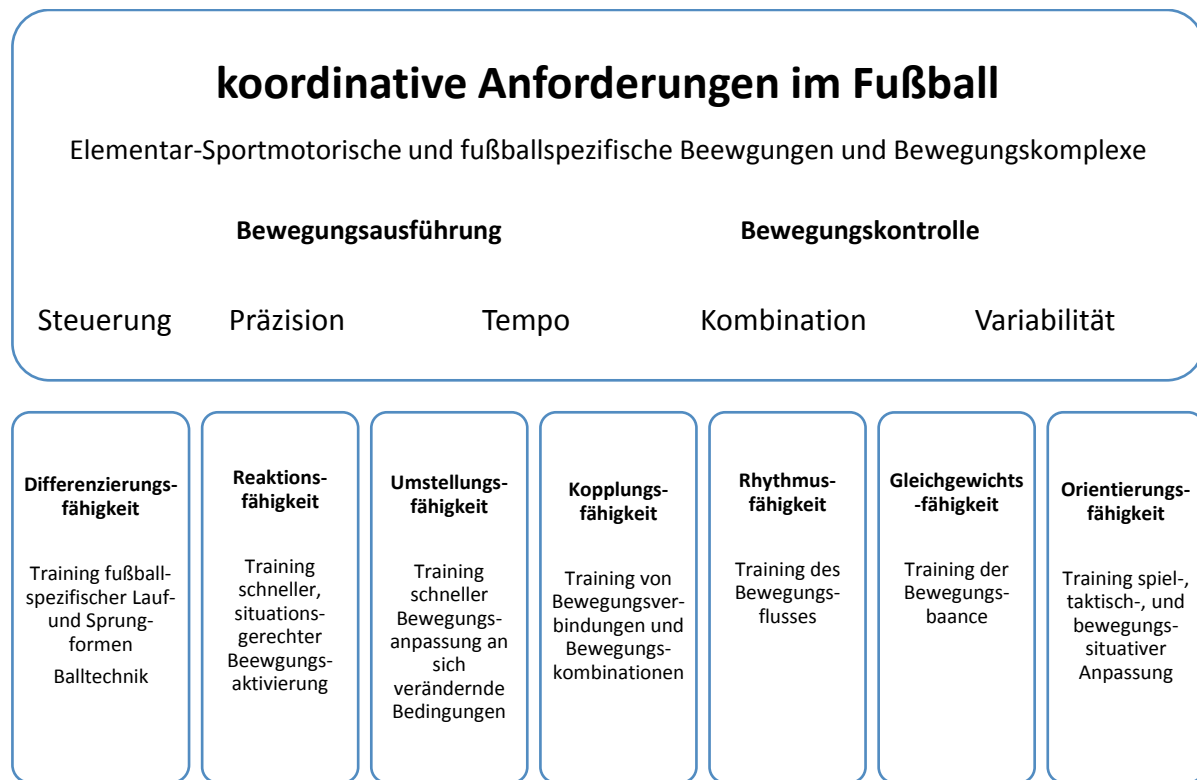 koordinative Anforderungen im Fußball
Elementar-Sportmotorische und fußballspezifische Beewgungen und Bewegungskomplexe
Bewegungsausführung Bewegungskontrolle
Steuerung Präzision Tempo Kombination Variabilität
Differenzierungs-
fähigkeit
Training fußball-
spezifischer Lauf-
und Sprung-
formen
Balltechnik
Reaktions-
fähigkeit
Training
schneller,
situations-
gerechter
Beewgungs-
aktivierung
Umstellungs-
fähigkeit
Training
schneller
Bewegungs-
anpassung an
sich
verändernde
Bedingungen
Kopplungs-
fähigkeit
Training von
Bewegungsver-
bindungen und
Bewegungs-
kombinationen
Rhythmus-
fähigkeit
Training des
Bewegungs-
flusses
Gleichgewichts
-fähigkeit
Training der
Bewegungs-
baance
Orientierungs-
fähigkeit
Training spiel-,
taktisch-, und
bewegungs-
situativer
Anpassung